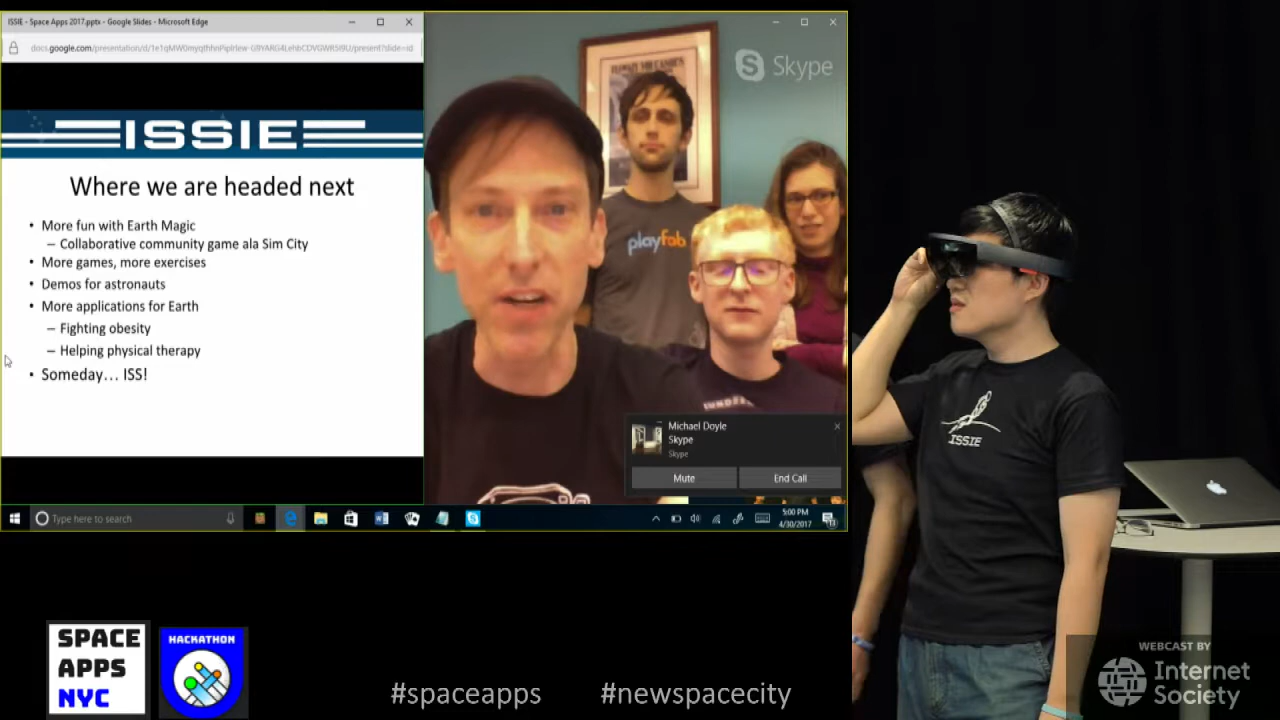 ISSIE - Space Apps 2017.pptx - Google Slides - Microsoft Edge
ISSIE
Where we are headed next
• More fun with Earth Magic
– Collaborative community game ala Sim City
• More games, more exercises
• Demos for astronauts
• More applications for Earth
– Fighting obesity
– Helping physical therapy
• Someday… ISS!
Skype
playfab
Michael Doyle
Skype
Skype
Mute
End Call
Type here to search
5:00 PM
4/30/2017
ISSIE
SPACE
APPS
NYC
HACKATHON
#spaceapps
#newspacecity
WEBCAST BY
Internet
Society